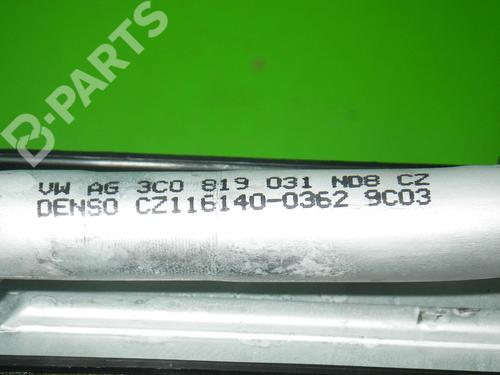 B-PARTS
VW AG 3C0 819 031 ND8 CZ
DENSO CZ116140-0362 9C03